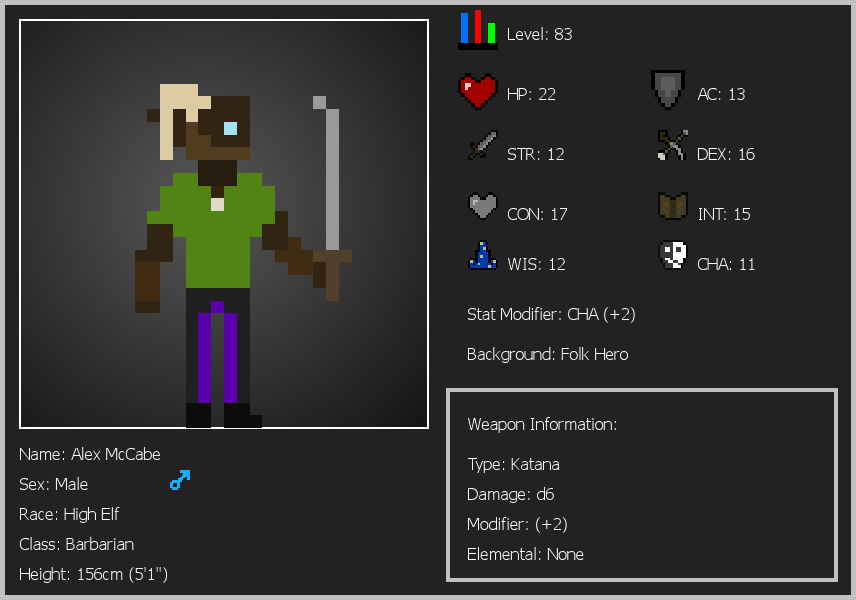 Level: 83
HP: 22
AC: 13
STR: 12
DEX: 16
CON: 17
INT: 15
WIS: 12
CHA: 11
Stat Modifier: CHA (+2)
Background: Folk Hero
Weapon Information:
Type: Katana
Damage: d6
Modifier: (+2)
Elemental: None
Name: Alex McCabe
Sex: Male
Race: High Elf
Class: Barbarian
Height: 156cm (5'1")